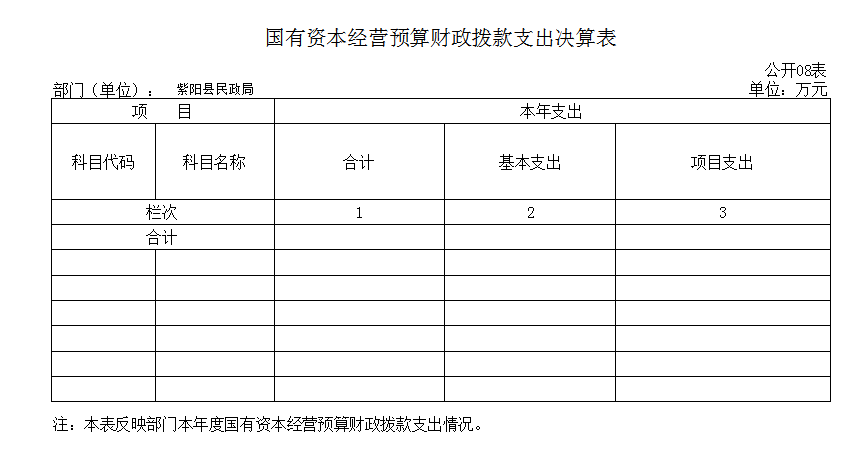 国有资本经营预算财政拨款支出决算表
公开08表
部门（单位）： 紫阳县民政局 单位：万元
项 目 本年支出
科目代码 科目名称 合计 基本支出 项目支出
栏次 1 2 3
合计
注：本表反映部门本年度国有资本经营预算财政拨款支出情况。